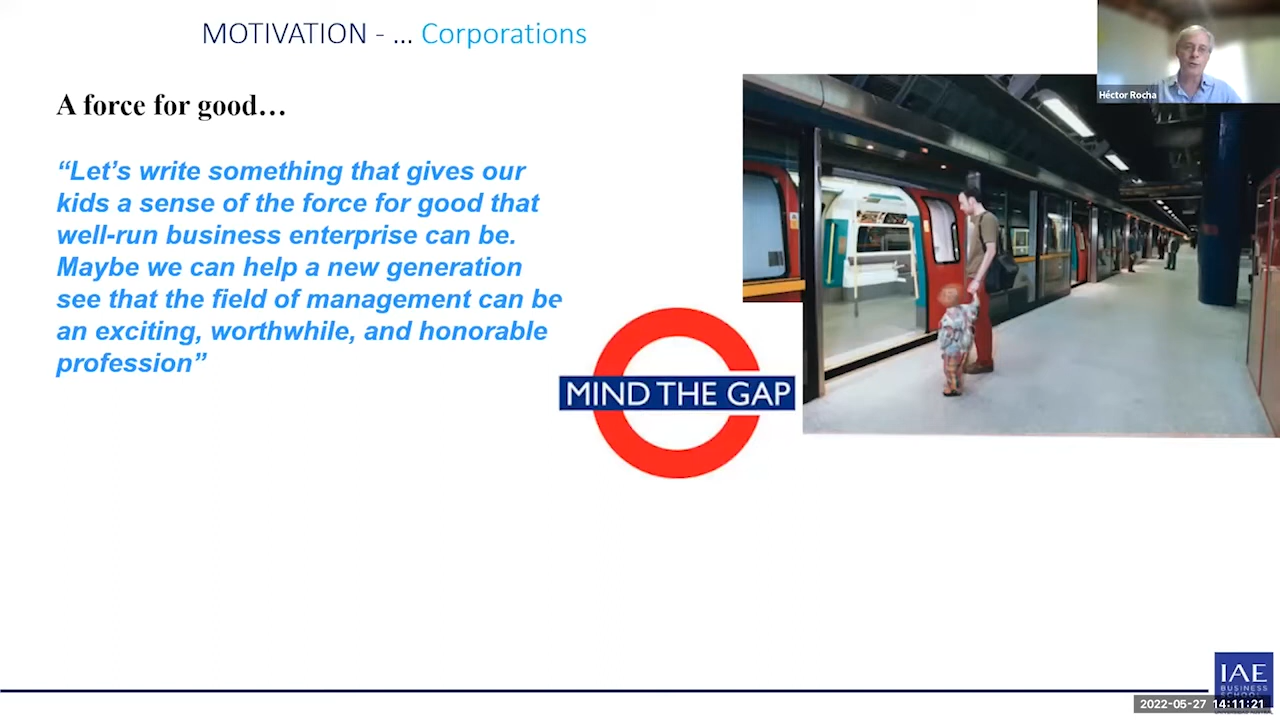 MOTIVATION - ... Corporations
Héctor Rocha
A force for good…
“Let’s write something that gives our
kids a sense of the force for good that
well-run business enterprise can be.
Maybe we can help a new generation
see that the field of management can be
an exciting, worthwhile, and honorable
profession”
MIND THE GAP
IAE
BUSINESS
SCHOOL
2022-05-27 14:11:21